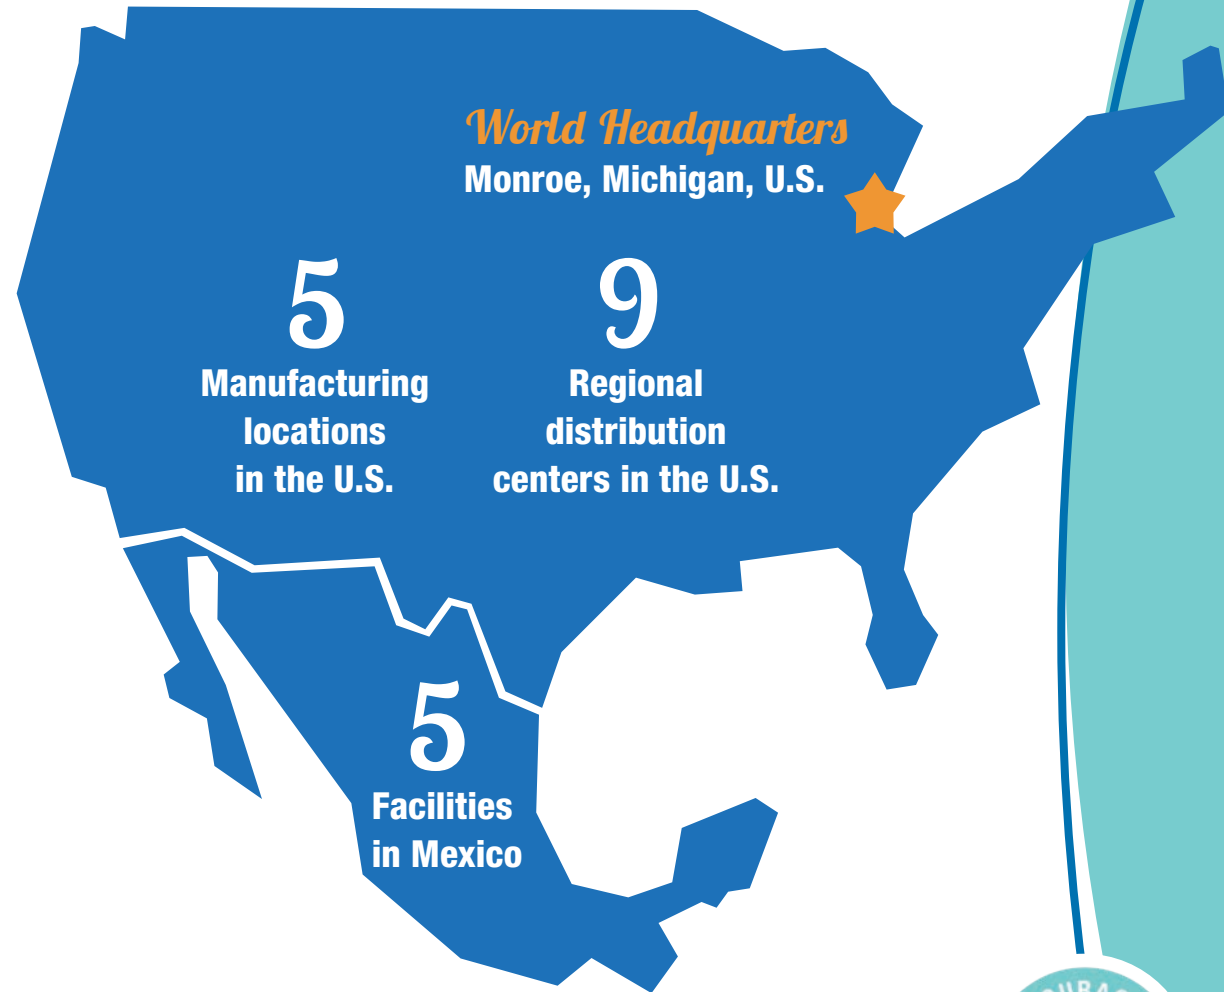 World Headquarters
Monroe, Michigan, U.S.
5
Manufacturing
locations
in the U.S.
9
Regional
distribution
centers in the U.S.
5
Facilities
in Mexico